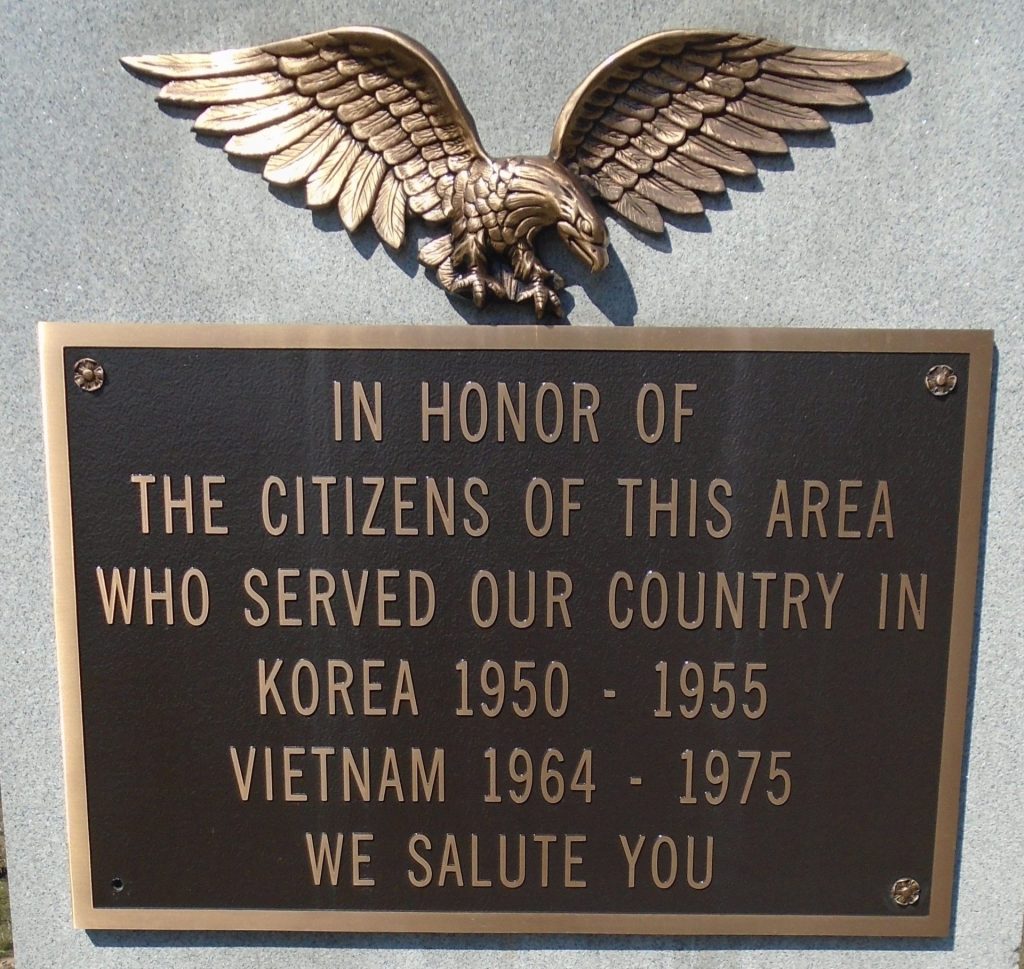 IN HONOR OF
THE CITIZENS OF THIS AREA
WHO SERVED OUR COUNTRY IN
KOREA 1950 - 1955
VIETNAM 1964 - 1975
WE SALUTE YOU